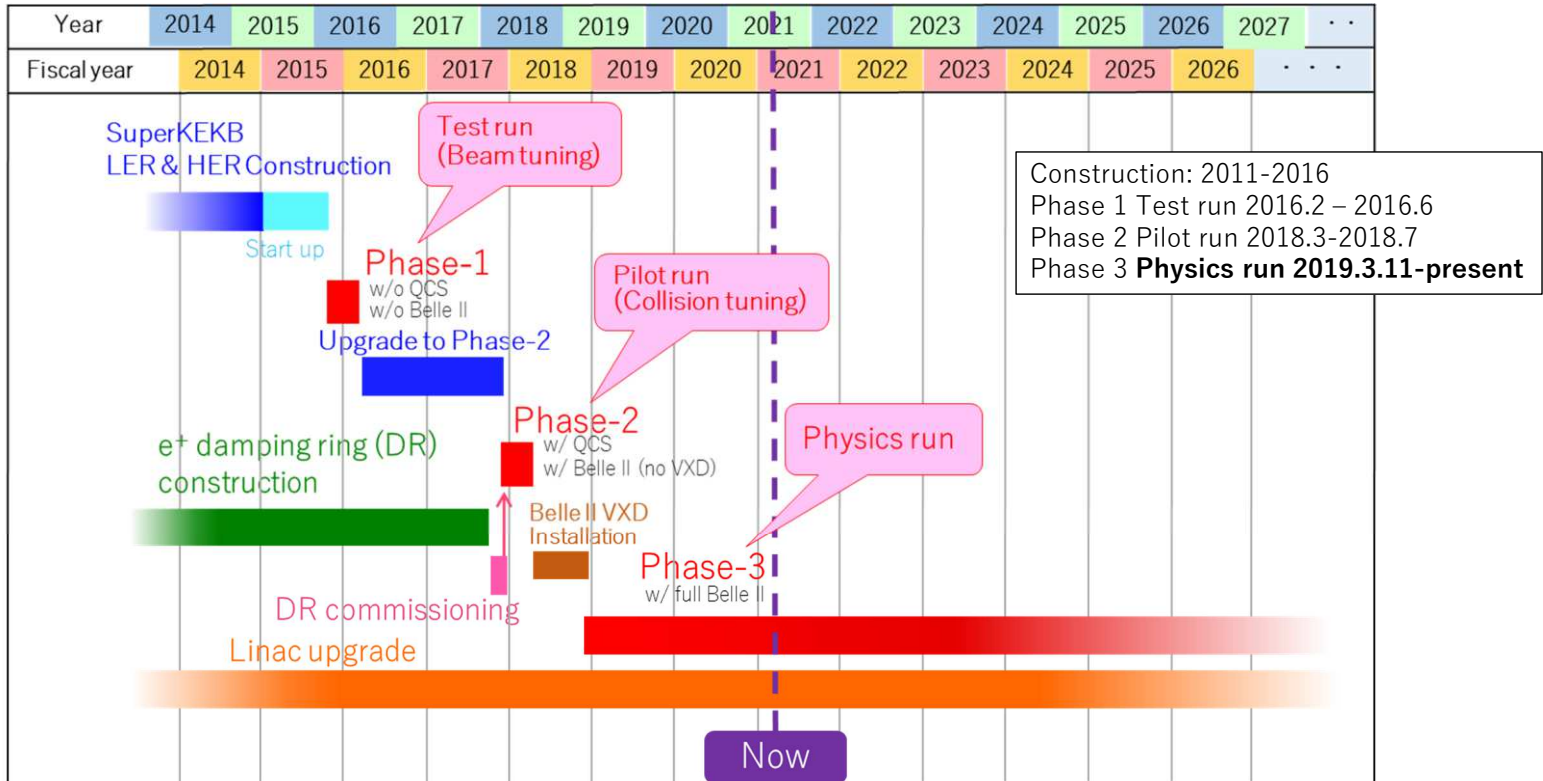 Year 2014 2015 2016 2017 2018 2019 2020 2021 2022 2023 2024 2025 2026 2027 · ·
Fiscal year 2014 2015 2016 2017 2018 2019 2020 2021 2022 2023 2024 2025 2026 · · ·
SuperKEKB
LER & HER Construction
Start up
Test run
(Beam tuning)
Phase-1
w/o QCS
w/o Belle II
Construction: 2011-2016
Phase 1 Test run 2016.2 – 2016.6
Phase 2 Pilot run 2018.3-2018.7
Phase 3 Physics run 2019.3.11-present
Upgrade to Phase-2
Pilot run
(Collision tuning)
Phase-2
w/ QCS
w/ Belle II (no VXD)
e+ damping ring (DR)
construction
Physics run
Belle II VXD
Installation
Phase-3
w/ full Belle II
DR commissioning
Linac upgrade
Now